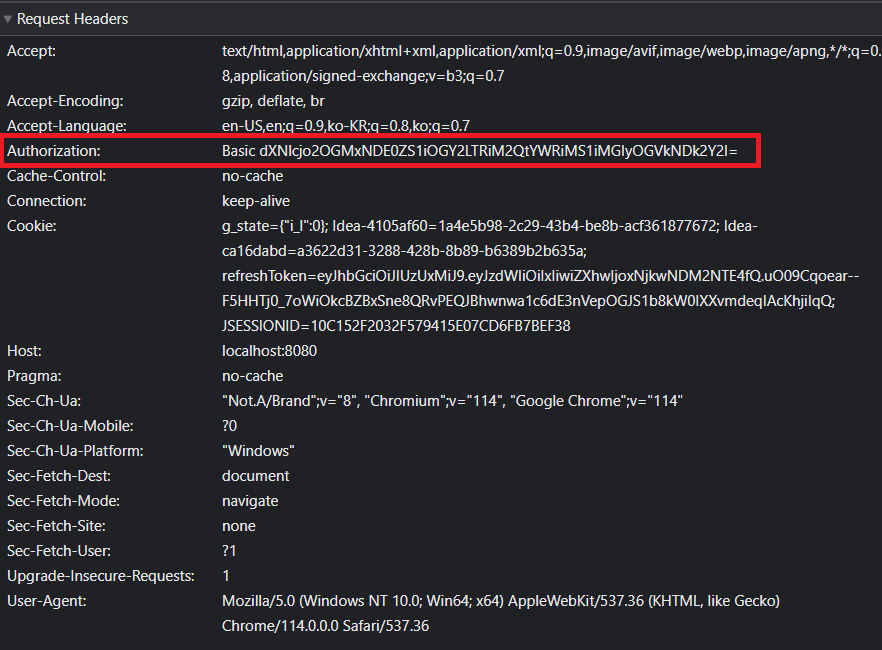 Request Headers
Accept: text/html,application/xhtml+xml,application/xml;q=0.9,image/avif,image/webp,image/apng,*/*;q=0.
8,application/signed-exchange;v=b3;q=0.7
Accept-Encoding: gzip, deflate, br
Accept-Language: en-US,en;q=0.9,ko-KR;q=0.8,ko;q=0.7
Authorization: Basic dXNlcjo2OGMxNDE0ZS1iOGY2LTRiM2QtYWRiMS1iMGIyOGVkNDk2Y2I=
Cache-Control: no-cache
Connection: keep-alive
Cookie: g_state={"i_l":0}; Idea-4105af60=1a4e5b98-2c29-43b4-be8b-acf361877672; Idea-
ca16dabd=a3622d31-3288-428b-8b89-b6389b2b635a;
refreshToken=eyJhbGciOiJIUzUxMiJ9.eyJzdWIiOiIxIiwiZXhwIjoxNjkwNDM2NTE4fQ.uO09Cqoear--
F5HHTj0_7oWiOkcBZBxSne8QRvPEQJBhwnwa1c6dE3nVepOGJS1b8kW0lXXvmdeqIAcKhjiIqQ;
JSESSIONID=10C152F2032F579415E07CD6FB7BEF38
Host: localhost:8080
Pragma: no-cache
Sec-Ch-Ua: "Not.A/Brand";v="8", "Chromium";v="114", "Google Chrome";v="114"
Sec-Ch-Ua-Mobile: ?0
Sec-Ch-Ua-Platform: "Windows"
Sec-Fetch-Dest: document
Sec-Fetch-Mode: navigate
Sec-Fetch-Site: none
Sec-Fetch-User: ?1
Upgrade-Insecure-Requests: 1
User-Agent: Mozilla/5.0 (Windows NT 10.0; Win64; x64) AppleWebKit/537.36 (KHTML, like Gecko)
Chrome/114.0.0.0 Safari/537.36